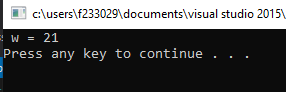 c:\users\f233029\documents\visual studio 2015\
w = 21
Press any key to continue . . .